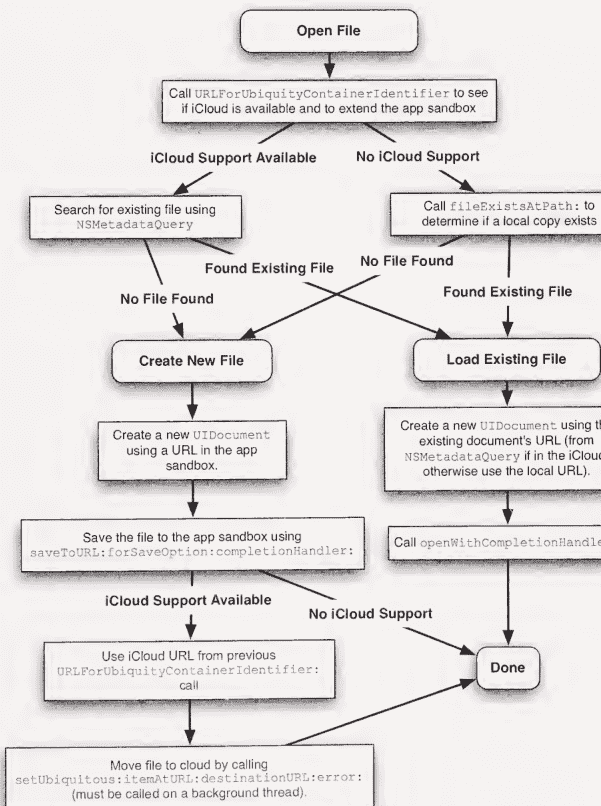 Open File
Call URLForUbiquityContainerIdentifier to see
if iCloud is available and to extend the app sandbox
iCloud Support Available
No iCloud Support
Search for existing file using
NSMetadataQuery
Call fileExistsAtPath: to
determine if a local copy exists
Found Existing File
No File Found
No File Found
Found Existing File
Create New File
Load Existing File
Create a new UIDocument
using a URL in the app
sandbox.
Create a new UIDocument using th
existing document's URL (from
NSMetadataQuery if in the iCloud
otherwise use the local URL).
Save the file to the app sandbox using
saveToURL:forSaveOption:completionHandler:
Call openWithCompletionHandle
iCloud Support Available
No iCloud Support
Use iCloud URL from previous
URLForUbiquityContainerIdentifier:
call
Done
Move file to cloud by calling
setUbiquitous:itemAtURL:destinationURL:error:
(must be called on a background thread).